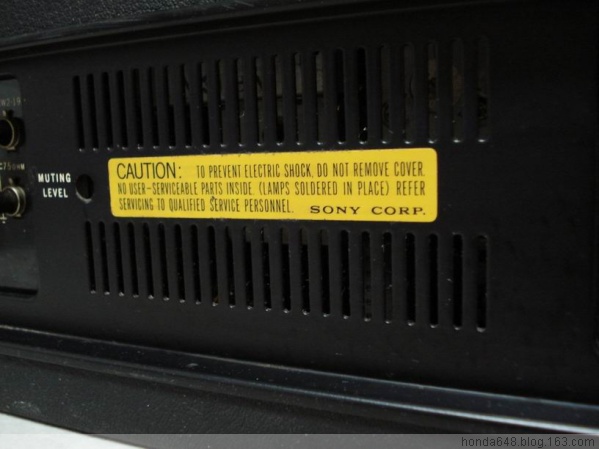 MUTING
LEVEL
CAUTION: TO PREVENT ELECTRIC SHOCK, DO NOT REMOVE COVER.
NO USER-SERVICEABLE PARTS INSIDE. (LAMPS SOLDERED IN PLACE) REFER
SERVICING TO QUALIFIED SERVICE PERSONNEL. SONY CORP.
honda648.blog.163.com